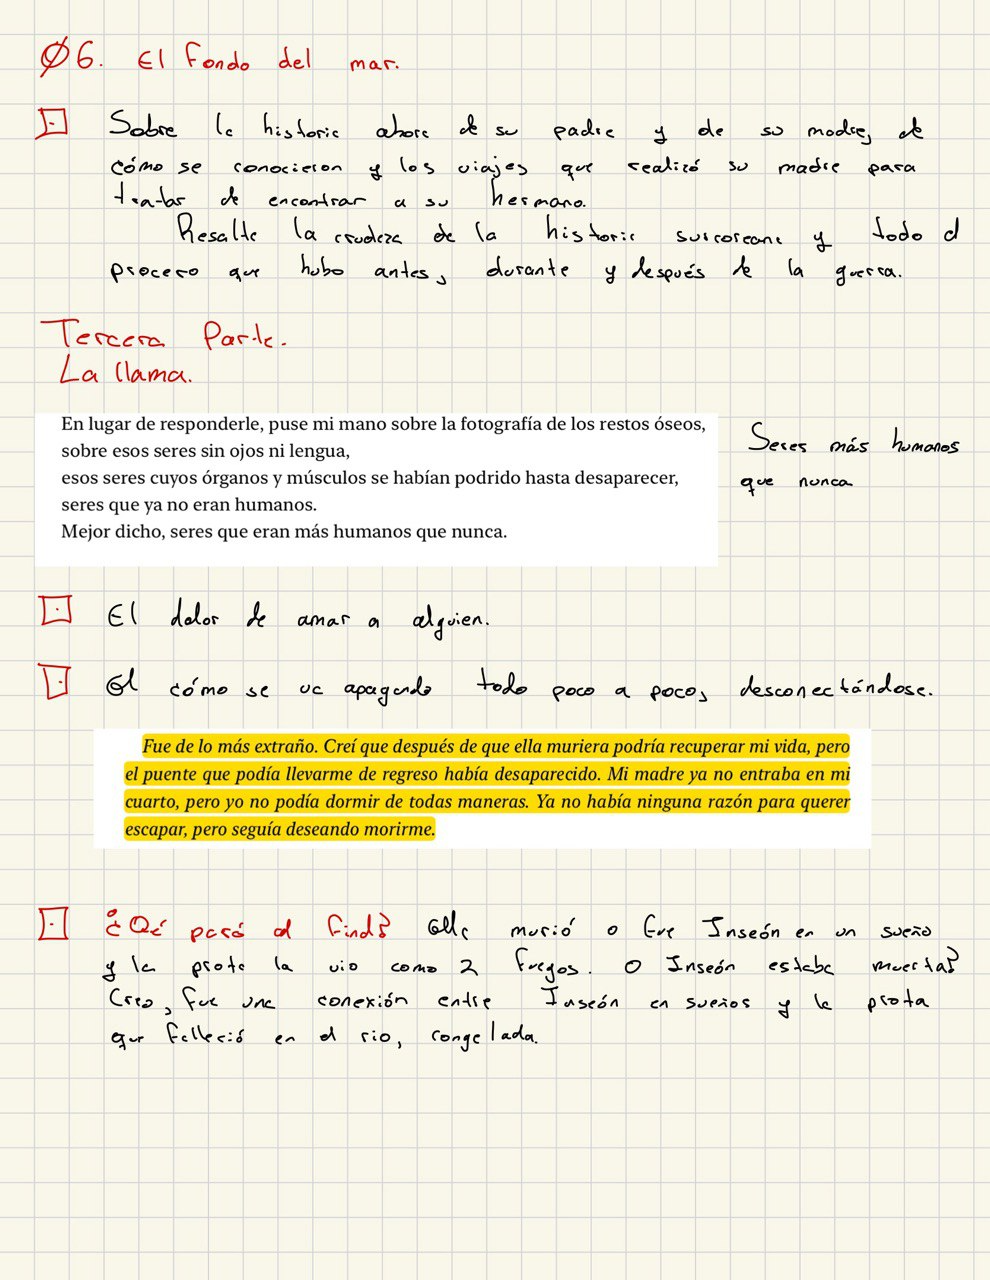 Ø6. El fondo del mar.
Sobre la historia ahora de su padre y de su madre, de
cómo se conocieron y los viajes que realizó su madre para
tratar de encontrar a su hermano.
Resalta la crudeza de la historia surcoreana y todo el
proceco que hubo antes, durante y después de la guerra.
Tercera Parte.
La llama.
En lugar de responderle, puse mi mano sobre la fotografía de los restos óseos,
sobre esos seres sin ojos ni lengua,
esos seres cuyos órganos y músculos se habían podrido hasta desaparecer,
seres que ya no eran humanos.
Mejor dicho, seres que eran más humanos que nunca.
Seres más humanos
que nunca
El dolor de amar a alguien.
El cómo se va apagando todo poco a poco, desconectándose.
Fue de lo más extraño. Creí que después de que ella muriera podría recuperar mi vida, pero
el puente que podía llevarme de regreso había desaparecido. Mi madre ya no entraba en mi
cuarto, pero yo no podía dormir de todas maneras. Ya no había ninguna razón para querer
escapar, pero seguía deseando morirme.
¿Qé pasó al final? Ella murió o fue Inseón en un sueño
y la prota la vio como 2 fuegos. O Inseón estaba muerta?
Creo, fue una conexión entre Inseón en sueños y la prota
que falleció en el rio, congelada.